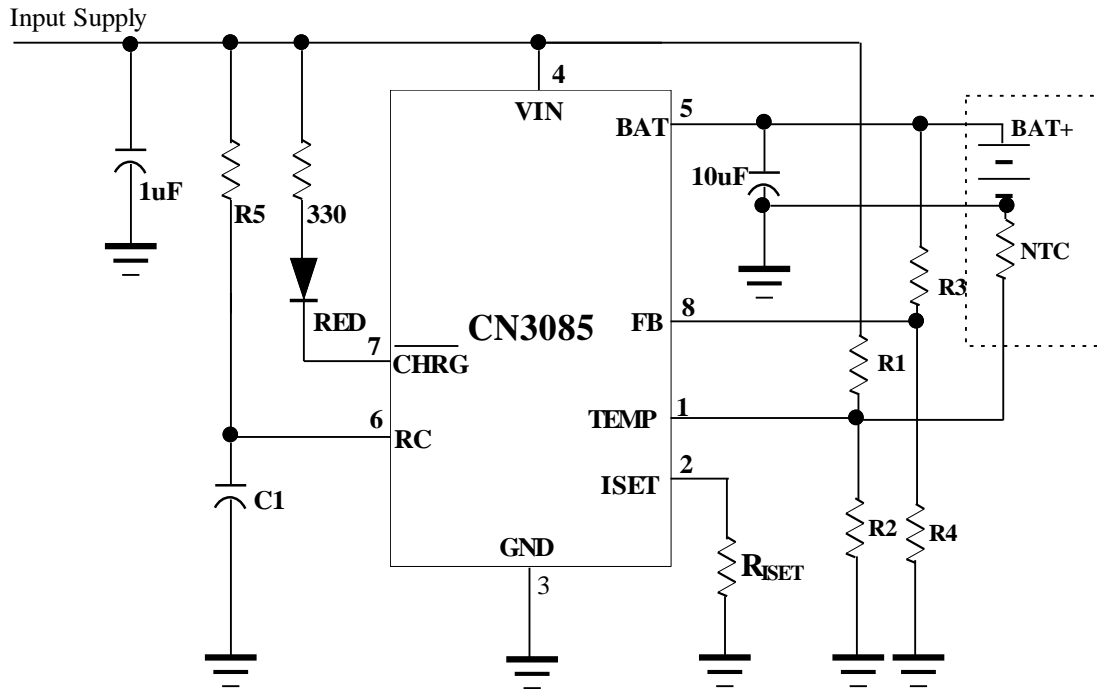 Input Supply
4
VIN
5
BAT
BAT+
1uF
R5
330
10uF
NTC
RED
CN3085
R3
8
FB
7
CHRG
R1
6
RC
1
TEMP
2
ISET
C1
R2
R4
GND
3
RISET